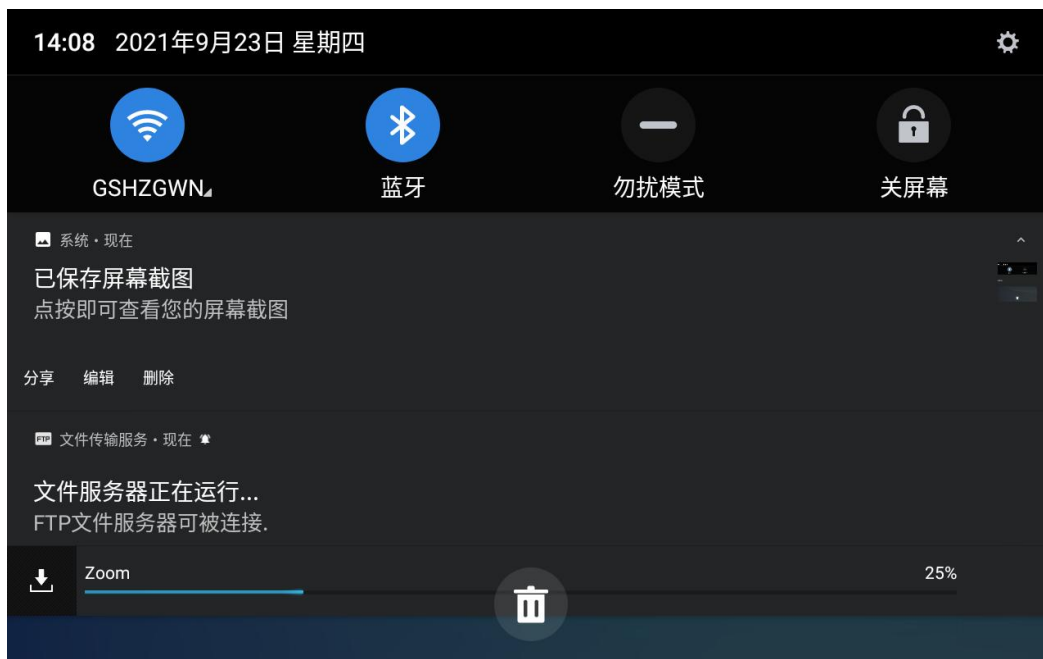 14:08 2021年9月23日 星期四
GSHZGWN 蓝牙 勿扰模式 关屏幕
系统・现在
已保存屏幕截图
点按即可查看您的屏幕截图
分享 编辑 删除
FTP 文件传输服务・现在
文件服务器正在运行...
FTP文件服务器可被连接.
Zoom 25%